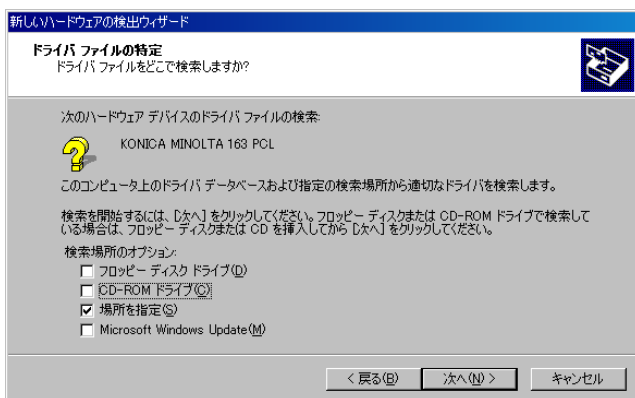 新しいハードウェアの検出ウィザード
ドライバ ファイルの特定
ドライバ ファイルをどこで検索しますか?
次のハードウェア デバイスのドライバ ファイルの検索:
KONICA MINOLTA 163 PCL
このコンピュータ上のドライバ データベースおよび指定の検索場所から適切なドライバを検索します。
検索を開始するには、[次へ] をクリックしてください。フロッピー ディスクまたは CD-ROM ドライブで検索して
いる場合は、フロッピー ディスクまたは CD を挿入してから [次へ] をクリックしてください。
検索場所のオプション:
フロッピー ディスク ドライブ(D)
CD-ROM ドライブ(C)
場所を指定(S)
Microsoft Windows Update(M)
< 戻る(B) 次へ(N) > キャンセル